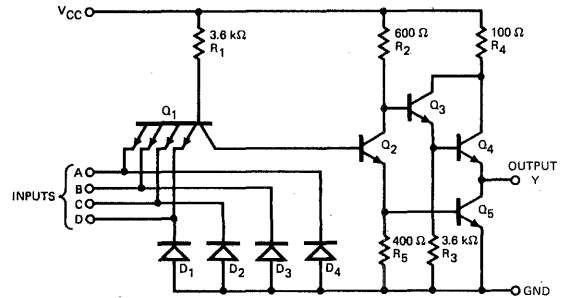 VCC
3.6 kΩ
R1
600 Ω
R2
100 Ω
R4
Q1
Q3
Q2
Q4
A
B
C
D
INPUTS
OUTPUT
Y
Q5
400 Ω
R5
3.6 kΩ
R3
D1
D2
D3
D4
GND